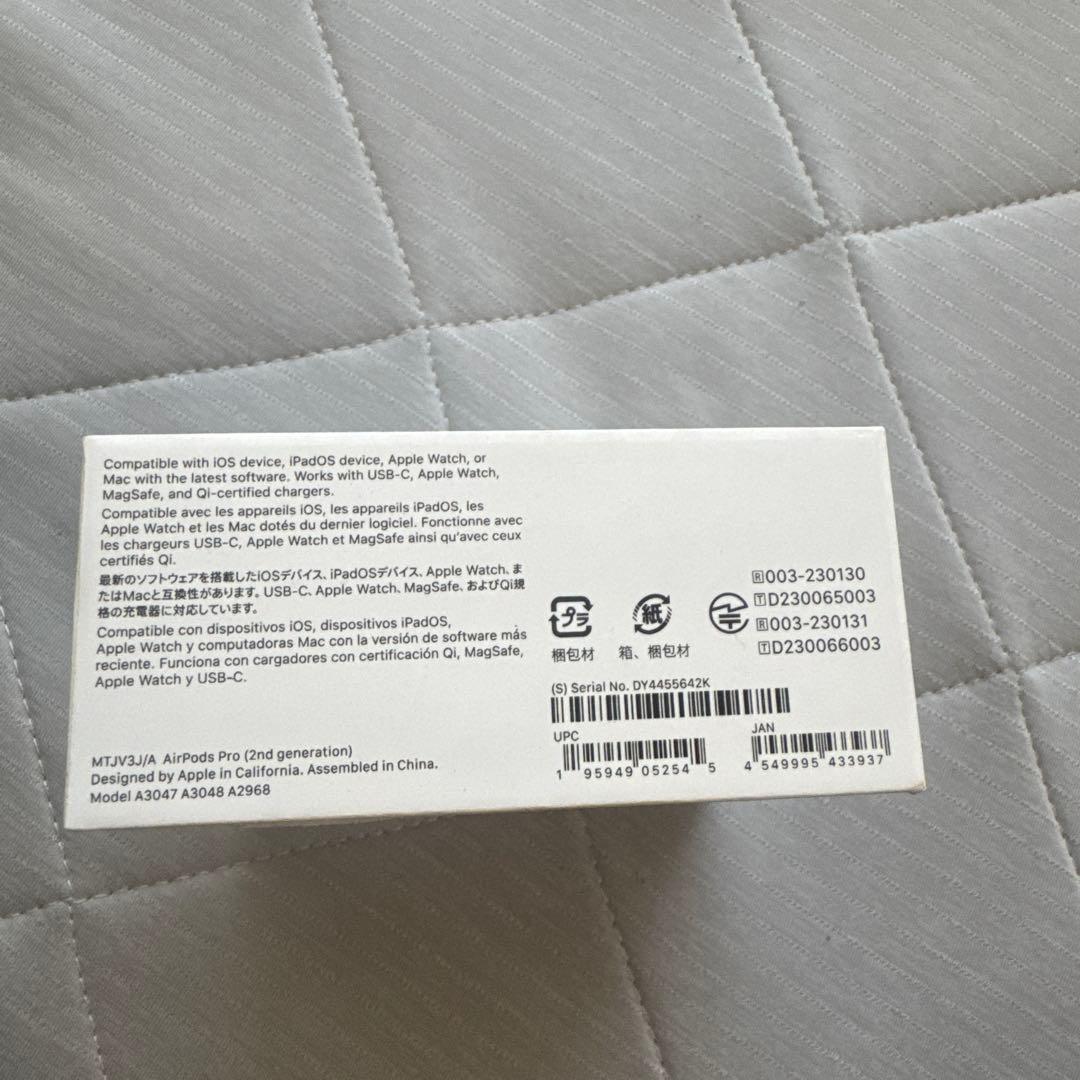 Compatible with iOS device, iPadOS device, Apple Watch, or
Mac with the latest software. Works with USB-C, Apple Watch,
MagSafe, and Qi-certified chargers.
Compatible avec les appareils iOS, les appareils iPadOS, les
Apple Watch et les Mac dotés du dernier logiciel. Fonctionne avec
les chargeurs USB-C, Apple Watch et MagSafe ainsi qu'avec ceux
certifiés Qi.
最新のソフトウェアを搭載したiOSデバイス、iPadOSデバイス、Apple Watch、ま
たはMacと互換性があります。USB-C、Apple Watch、MagSafe、およびQi規
格の充電器に対応しています。
Compatible con dispositivos iOS, dispositivos iPadOS,
Apple Watch y computadoras Mac con la versión de software más
reciente. Funciona con cargadores con certificación Qi, MagSafe,
Apple Watch y USB-C.
MTJV3J/A AirPods Pro (2nd generation)
Designed by Apple in California. Assembled in China.
Model A3047 A3048 A2968
プラ
梱包材
紙
箱、梱包材
R 003-230130
T D230065003
R 003-230131
T D230066003
(S) Serial No. DY4455642K
UPC
1 95949 05254 5
JAN
4 549995 433937